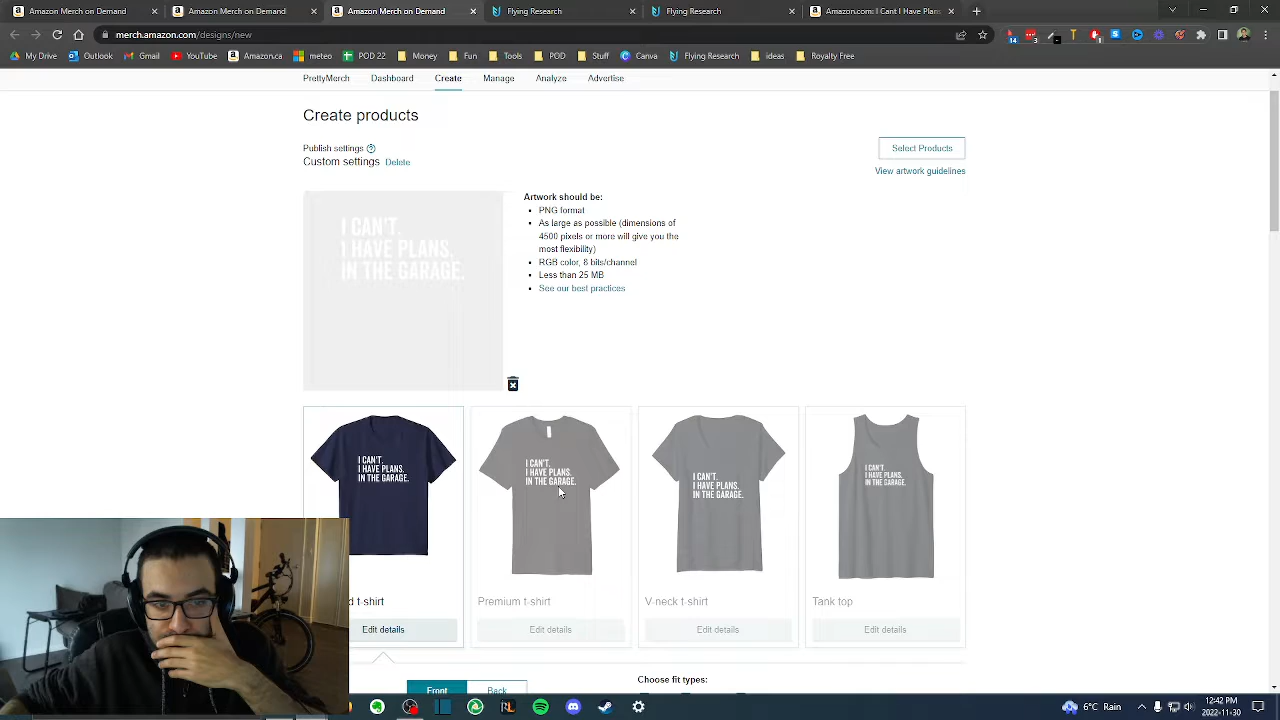 Amazon Merch on Demand
Amazon Merch on Demand
Amazon Merch on Demand
Flying Research
Flying Research
Amazon.com: I Can't I Have Plans
merch.amazon.com/designs/new
My Drive
Outlook
Gmail
YouTube
Amazon.ca
meteo
POD 22
Money
Fun
Tools
POD
Stuff
Canva
Flying Research
ideas
Royalty Free
PrettyMerch
Dashboard
Create
Manage
Analyze
Advertise
Create products
Publish settings
Custom settings Delete
Select Products
View artwork guidelines
I CAN'T.
I HAVE PLANS.
IN THE GARAGE.
Artwork should be:
PNG format
As large as possible (dimensions of
4500 pixels or more will give you the
most flexibility)
RGB color, 8 bits/channel
Less than 25 MB
See our best practices
I CAN'T.
I HAVE PLANS.
IN THE GARAGE.
I CAN'T.
I HAVE PLANS.
IN THE GARAGE.
I CAN'T.
I HAVE PLANS.
IN THE GARAGE.
I CAN'T.
I HAVE PLANS.
IN THE GARAGE.
d t-shirt
Premium t-shirt
V-neck t-shirt
Tank top
Edit details
Edit details
Edit details
Edit details
Choose fit types:
Front
Back
5°C
12:42 PM
2022-11-30